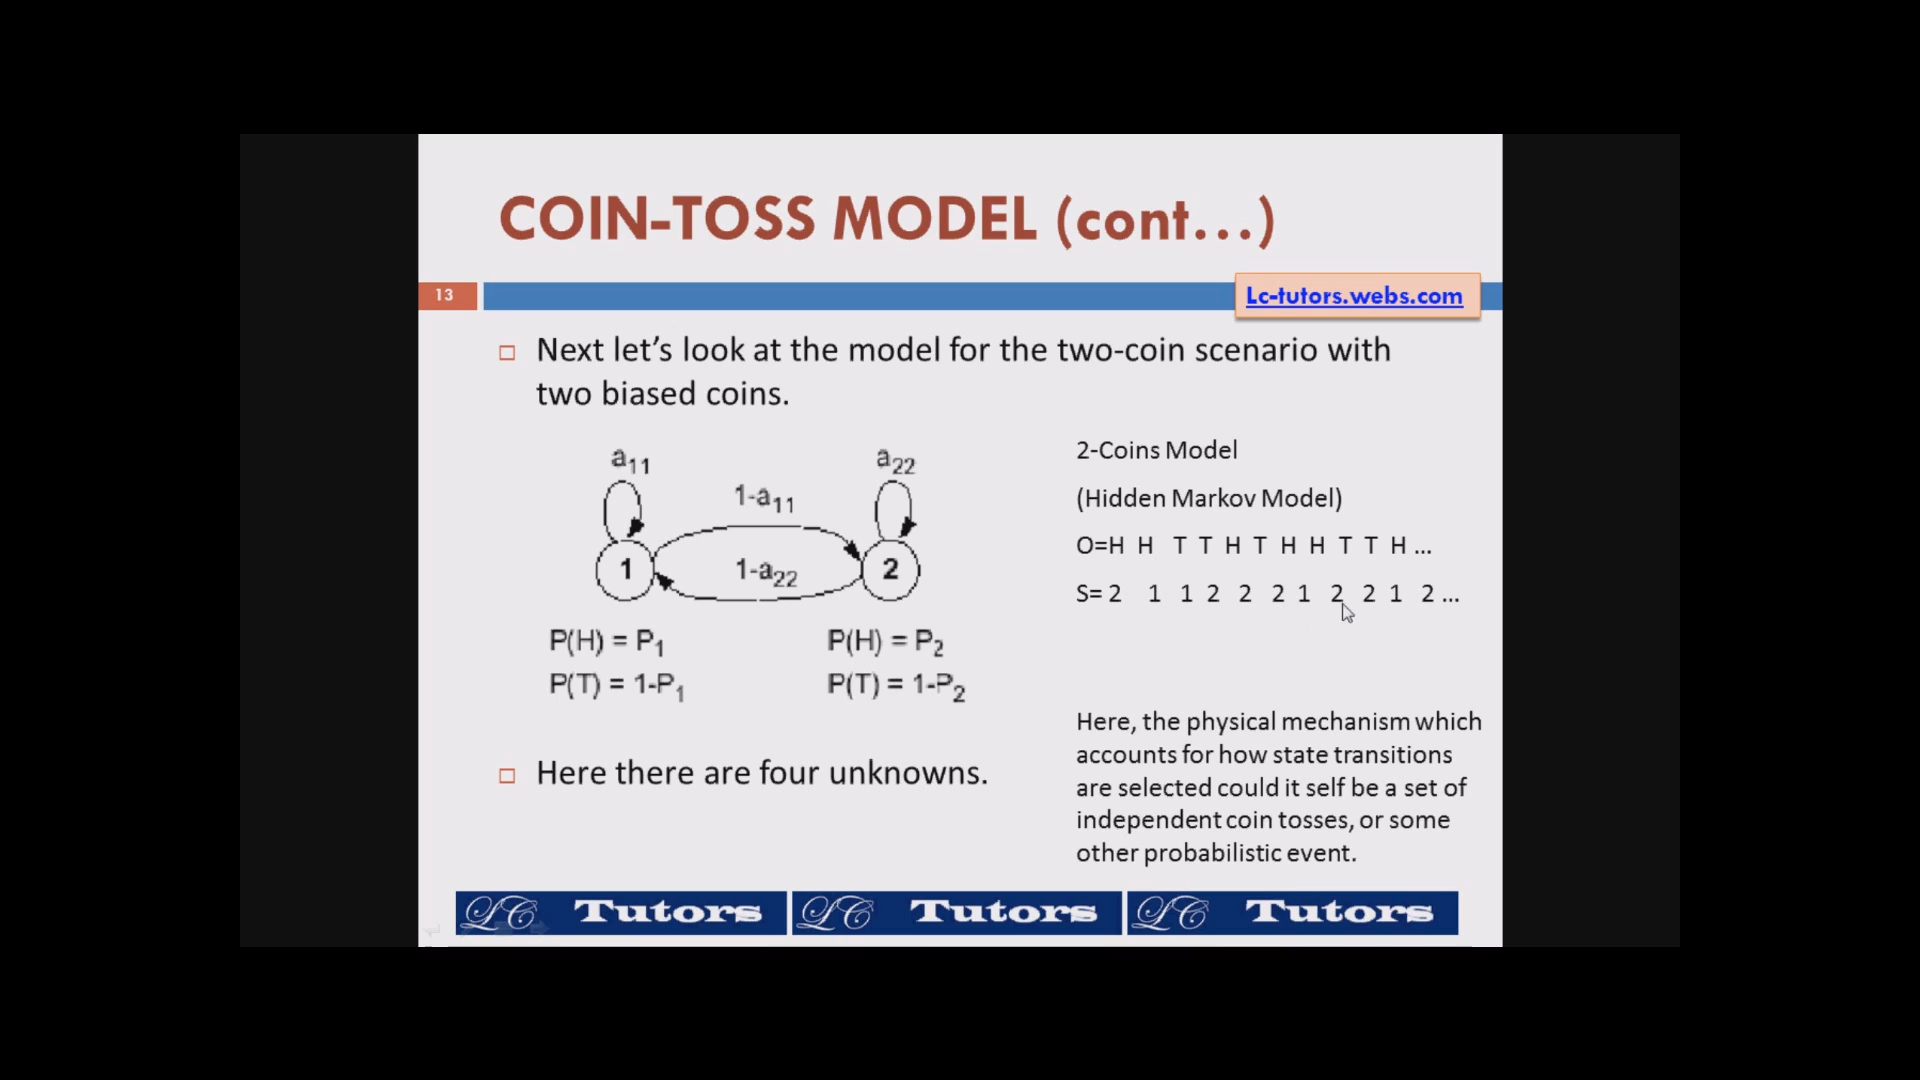 COIN-TOSS MODEL (cont...)
13
Lc-tutors.webs.com
Next let's look at the model for the two-coin scenario with
two biased coins.
a11
a22
1-a11
1
1-a22
2
P(H) = P1
P(H) = P2
P(T) = 1-P1
P(T) = 1-P2
Here there are four unknowns.
2-Coins Model
(Hidden Markov Model)
O=H H T T H T H H T T H ...
S= 2 1 1 2 2 2 1 2 2 1 2 ...
Here, the physical mechanism which
accounts for how state transitions
are selected could it self be a set of
independent coin tosses, or some
other probabilistic event.
LC Tutors LC Tutors LC Tutors